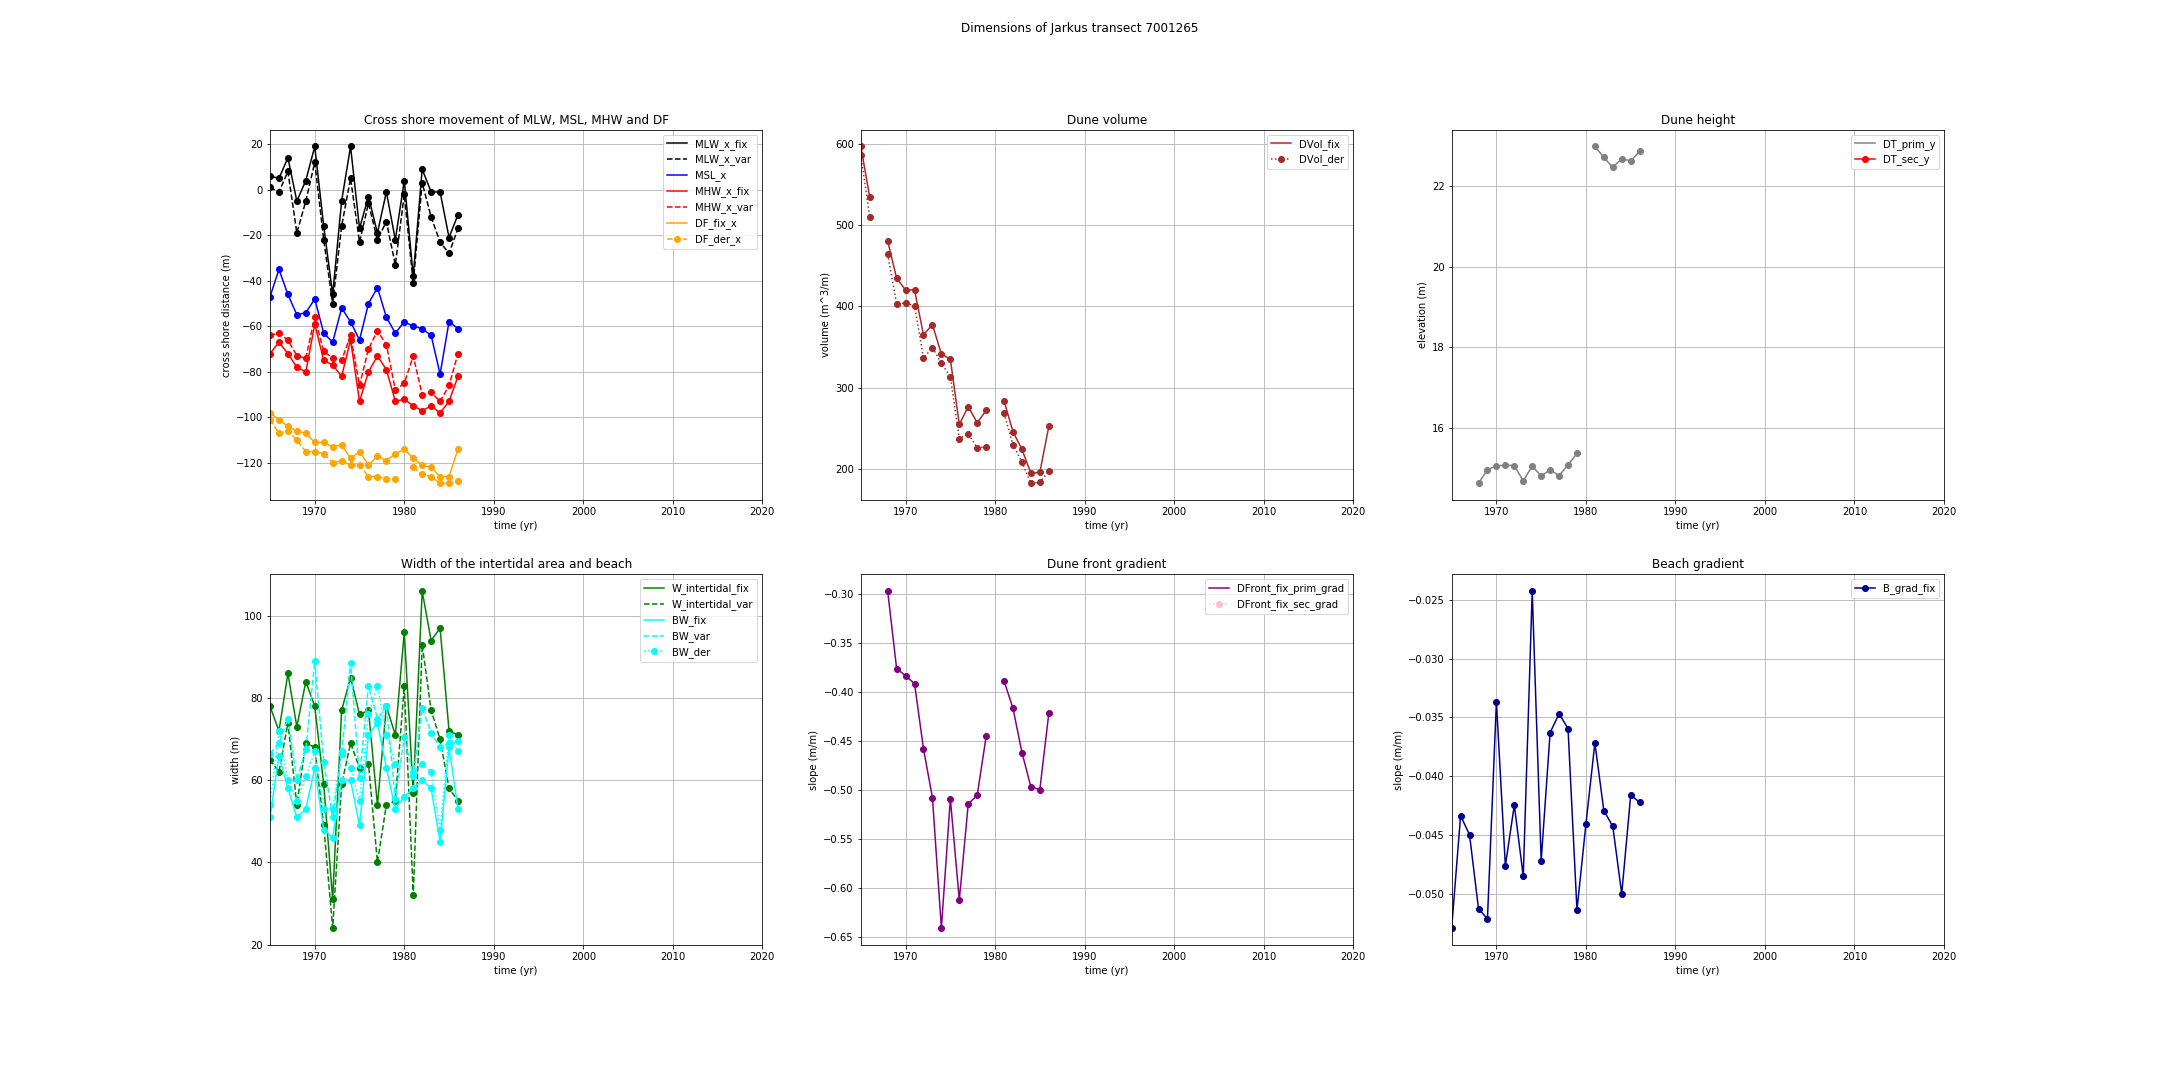 Dimensions of Jarkus transect 7001265
Cross shore movement of MLW, MSL, MHW and DF
cross shore distance (m)
20
0
−20
−40
−60
−80
−100
−120
1970 1980 1990 2000 2010 2020
time (yr)
MLW_x_fix
MLW_x_var
MSL_x
MHW_x_fix
MHW_x_var
DF_fix_x
DF_der_x
Dune volume
volume (m^3/m)
600
500
400
300
200
1970 1980 1990 2000 2010 2020
time (yr)
DVol_fix
DVol_der
Dune height
elevation (m)
22
20
18
16
1970 1980 1990 2000 2010 2020
time (yr)
DT_prim_y
DT_sec_y
Width of the intertidal area and beach
width (m)
100
80
60
40
20
1970 1980 1990 2000 2010 2020
time (yr)
W_intertidal_fix
W_intertidal_var
BW_fix
BW_var
BW_der
Dune front gradient
slope (m/m)
−0.30
−0.35
−0.40
−0.45
−0.50
−0.55
−0.60
−0.65
1970 1980 1990 2000 2010 2020
time (yr)
DFront_fix_prim_grad
DFront_fix_sec_grad
Beach gradient
slope (m/m)
−0.025
−0.030
−0.035
−0.040
−0.045
−0.050
1970 1980 1990 2000 2010 2020
time (yr)
B_grad_fix